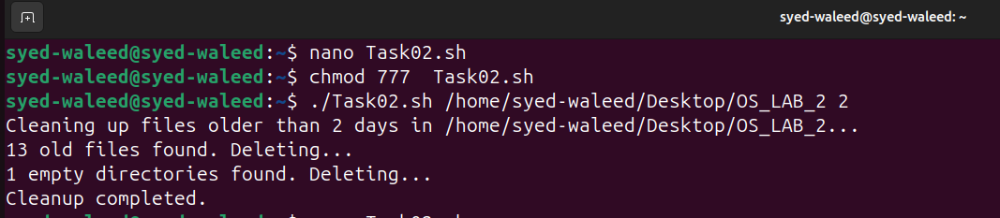 syed-waleed@syed-waleed: ~
syed-waleed@syed-waleed:~$ nano Task02.sh
syed-waleed@syed-waleed:~$ chmod 777  Task02.sh
syed-waleed@syed-waleed:~$ ./Task02.sh /home/syed-waleed/Desktop/OS_LAB_2 2
Cleaning up files older than 2 days in /home/syed-waleed/Desktop/OS_LAB_2...
13 old files found. Deleting...
1 empty directories found. Deleting...
Cleanup completed.